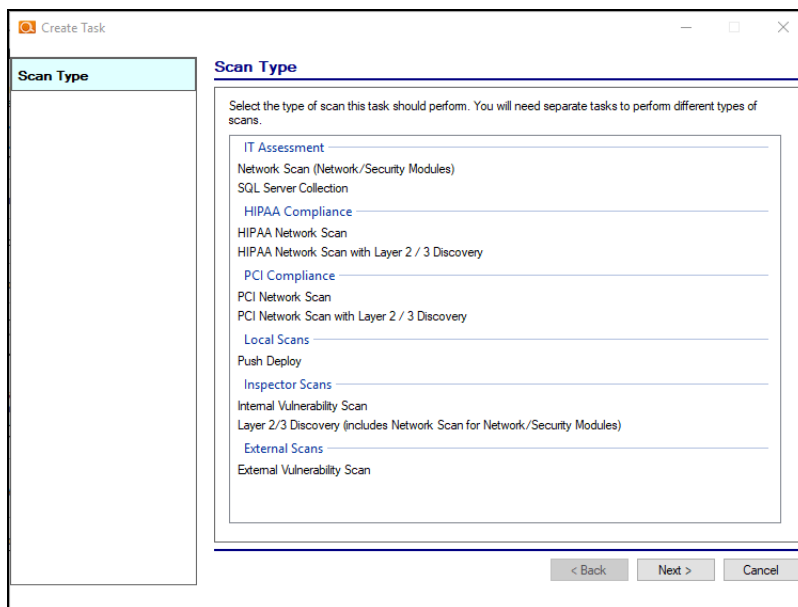 Create Task
Scan Type
Scan Type
Select the type of scan this task should perform. You will need separate tasks to perform different types of
scans.
IT Assessment
Network Scan (Network/Security Modules)
SQL Server Collection
HIPAA Compliance
HIPAA Network Scan
HIPAA Network Scan with Layer 2 / 3 Discovery
PCI Compliance
PCI Network Scan
PCI Network Scan with Layer 2 / 3 Discovery
Local Scans
Push Deploy
Inspector Scans
Internal Vulnerability Scan
Layer 2/3 Discovery (includes Network Scan for Network/Security Modules)
External Scans
External Vulnerability Scan
< Back Next > Cancel